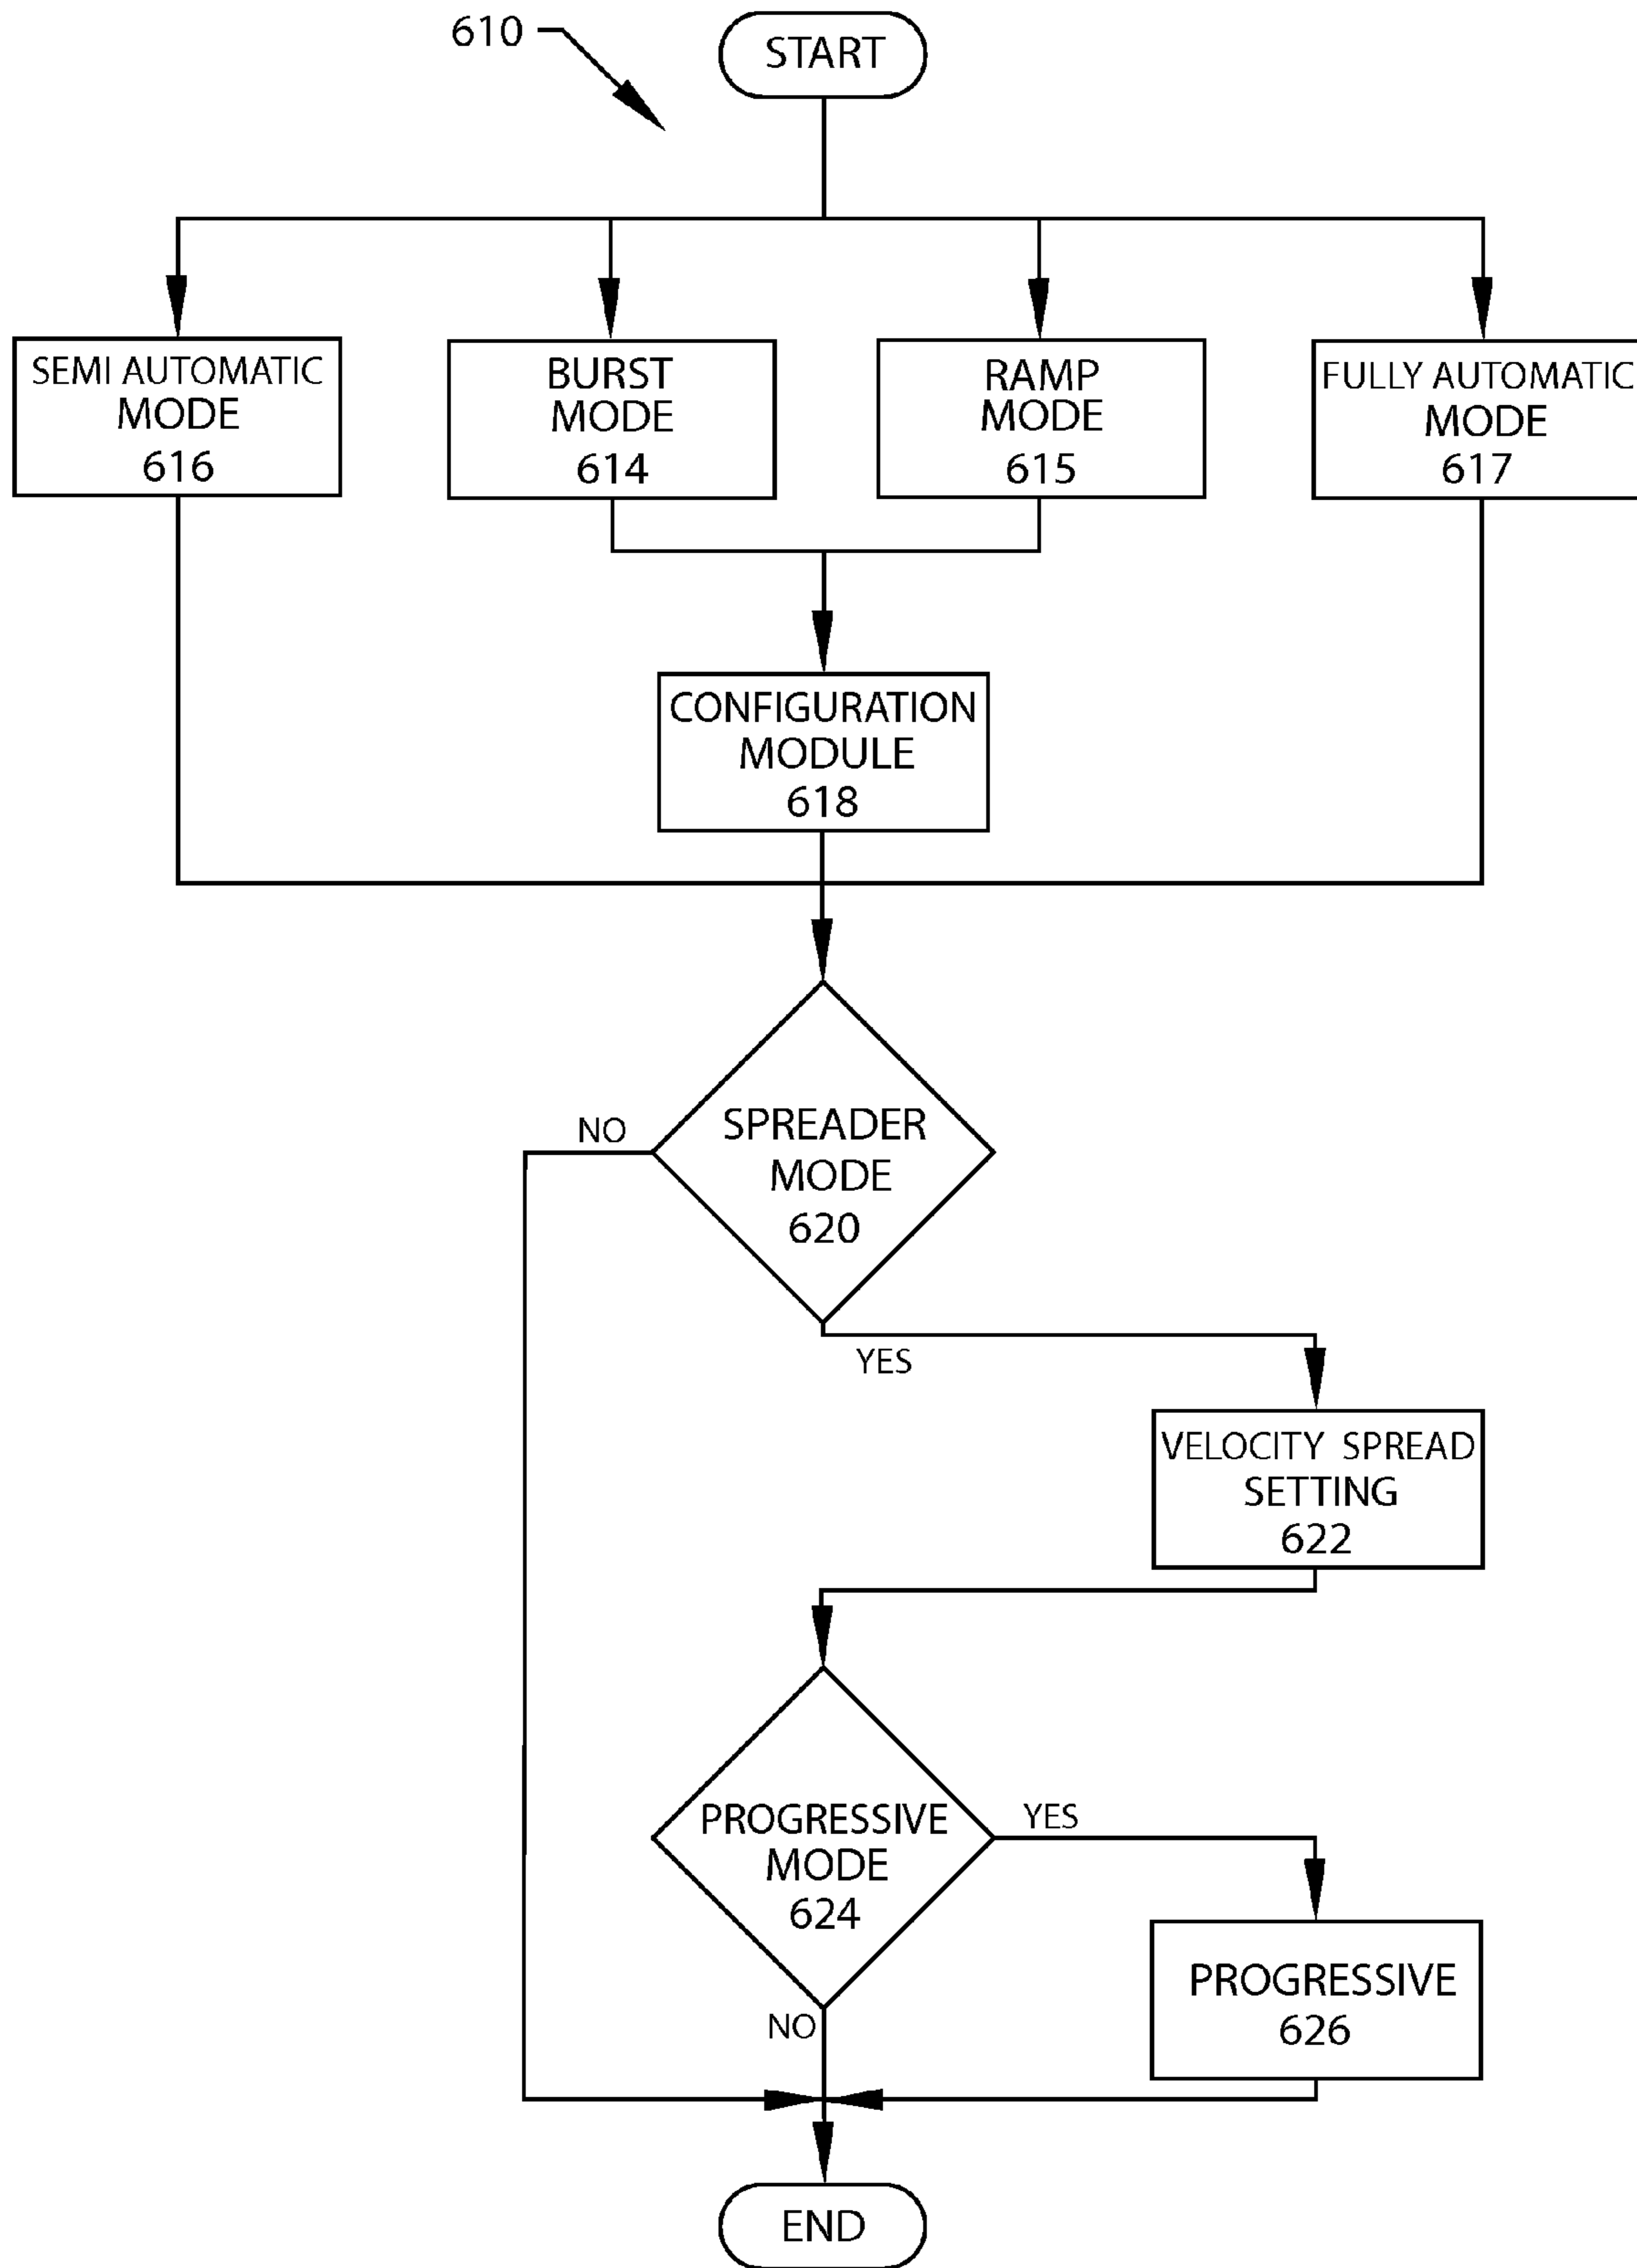 610
START
SEMI AUTOMATIC
MODE
616
BURST
MODE
614
RAMP
MODE
615
FULLY AUTOMATIC
MODE
617
CONFIGURATION
MODULE
618
SPREADER
MODE
620
NO
YES
VELOCITY SPREAD
SETTING
622
PROGRESSIVE
MODE
624
YES
NO
PROGRESSIVE
626
END